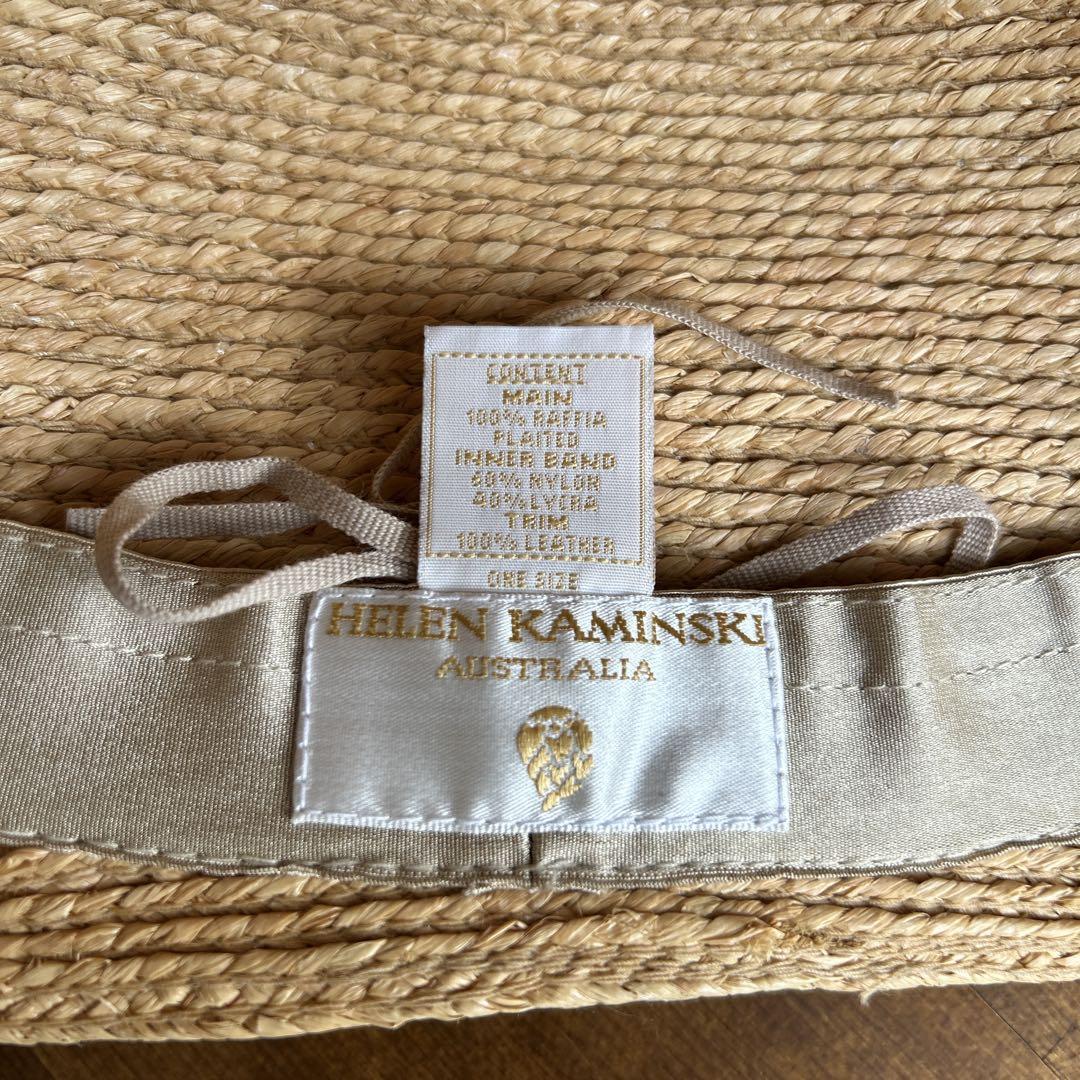 CONTENT
MAIN
100% RAFFIA
PLAITED
INNER BAND
60% NYLON
40% LYCRA
TRIM
100% LEATHER
ONE SIZE
HELEN KAMINSKI
AUSTRALIA